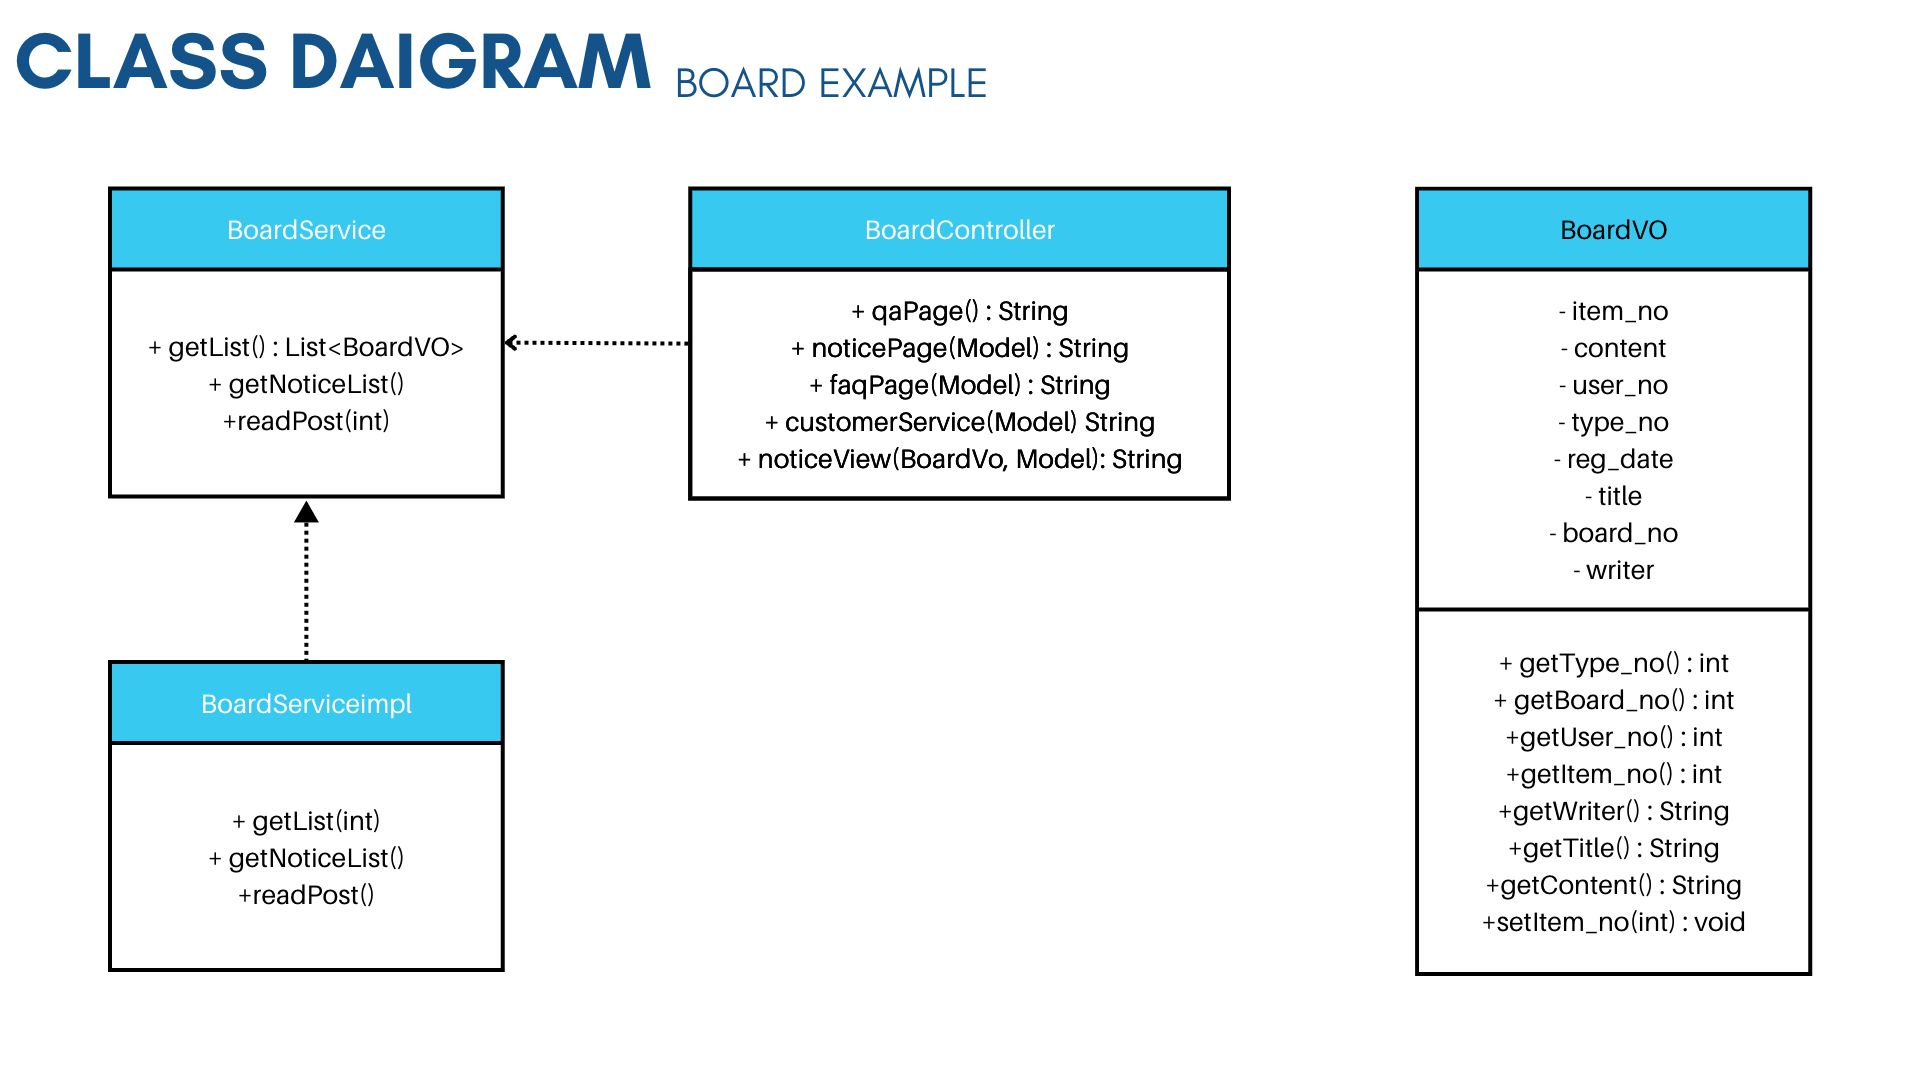 CLASS DAIGRAM BOARD EXAMPLE
BoardService
+ getList() : List<BoardVO>
+ getNoticeList()
+readPost(int)
BoardController
+ qaPage() : String
+ noticePage(Model) : String
+ faqPage(Model) : String
+ customerService(Model) String
+ noticeView(BoardVo, Model): String
BoardVO
- item_no
- content
- user_no
- type_no
- reg_date
- title
- board_no
- writer
+ getType_no() : int
+ getBoard_no() : int
+getUser_no() : int
+getItem_no() : int
+getWriter() : String
+getTitle() : String
+getContent() : String
+setItem_no(int) : void
BoardServiceimpl
+ getList(int)
+ getNoticeList()
+readPost()